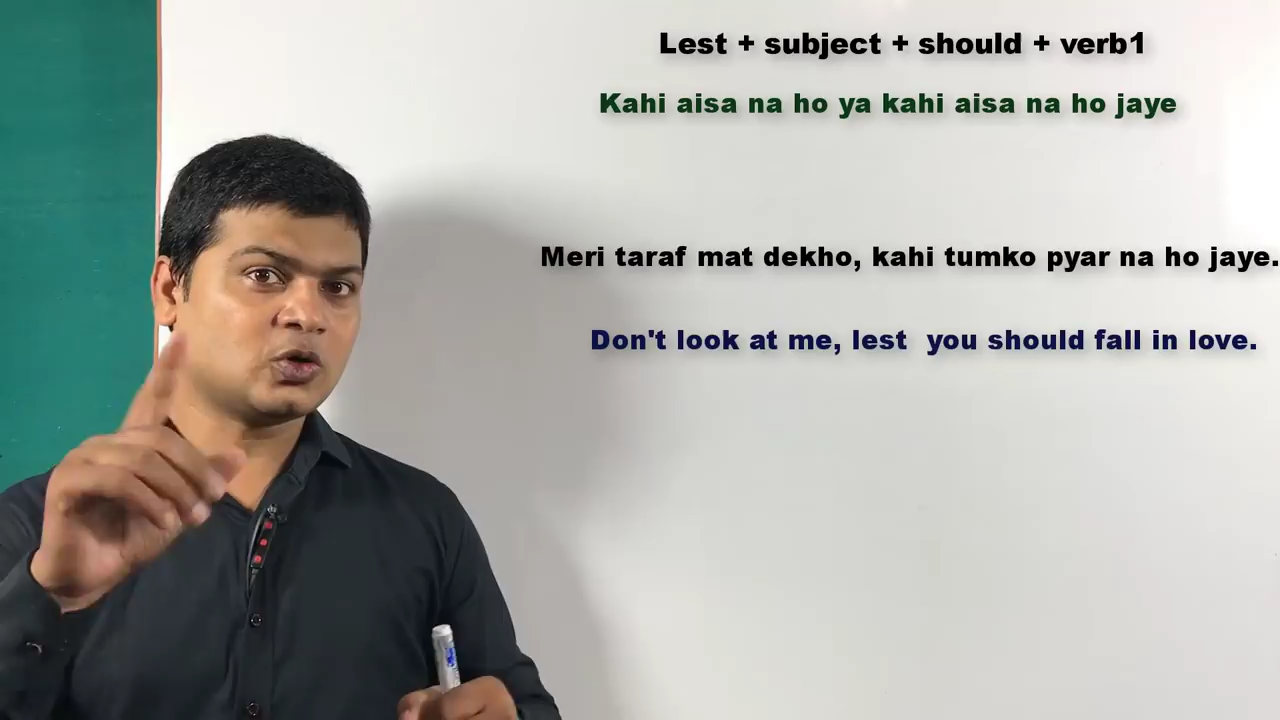 Lest + subject + should + verb1
Kahi aisa na ho ya kahi aisa na ho jaye
Meri taraf mat dekho, kahi tumko pyar na ho jaye.
Don't look at me, lest you should fall in love.